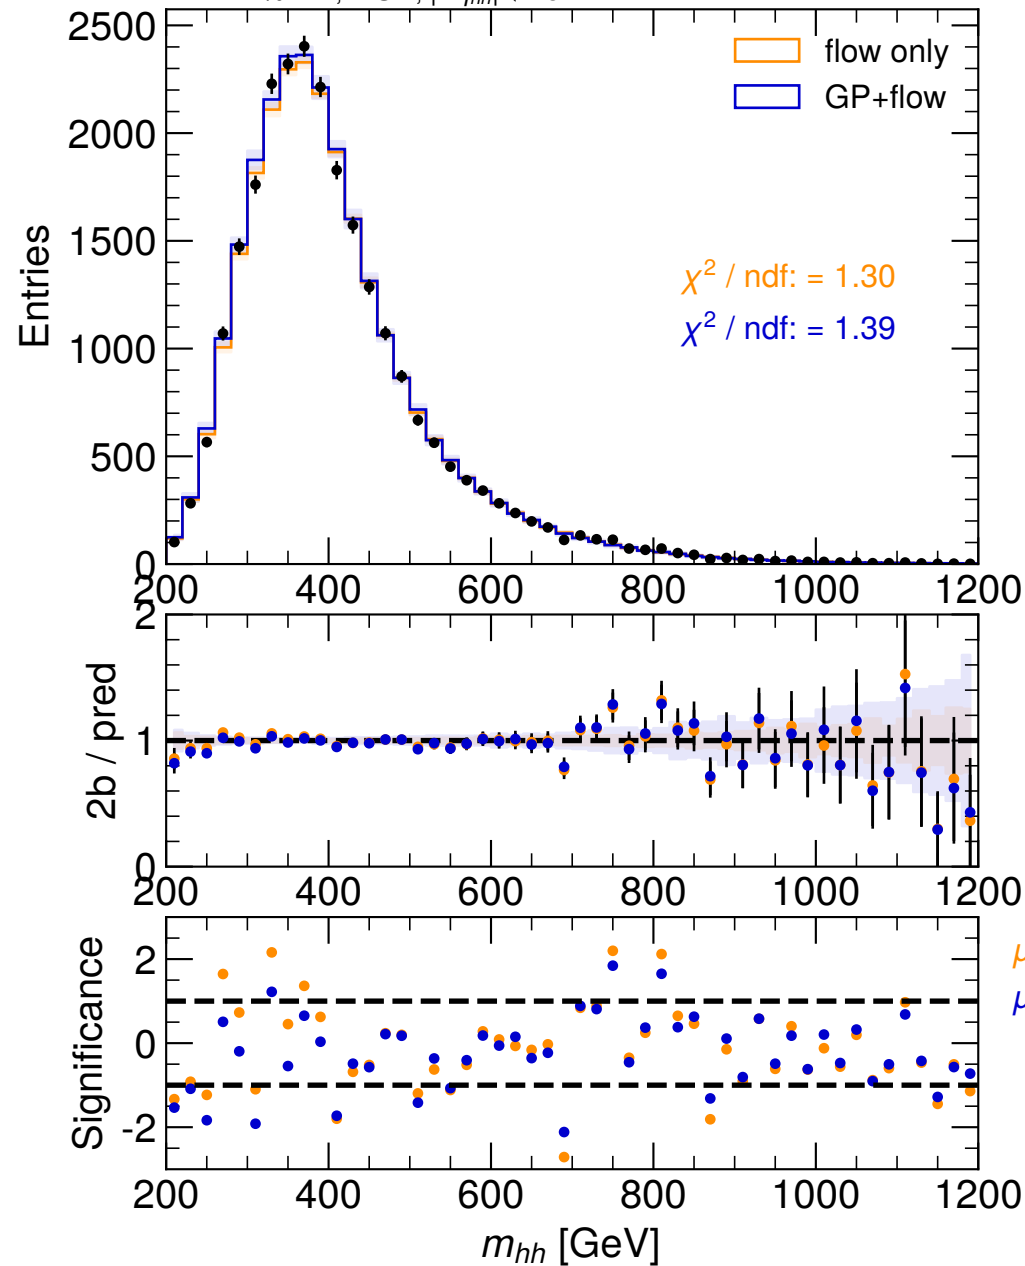 2500
flow only
GP+flow
2000
Entries
1500
χ² / ndf: = 1.30
χ² / ndf: = 1.39
1000
500
0
200 400 600 800 1000 1200
2
2b / pred
1
0
200 400 600 800 1000 1200
Significance
2
0
-2
μ
μ
200 400 600 800 1000 1200
m_hh [GeV]